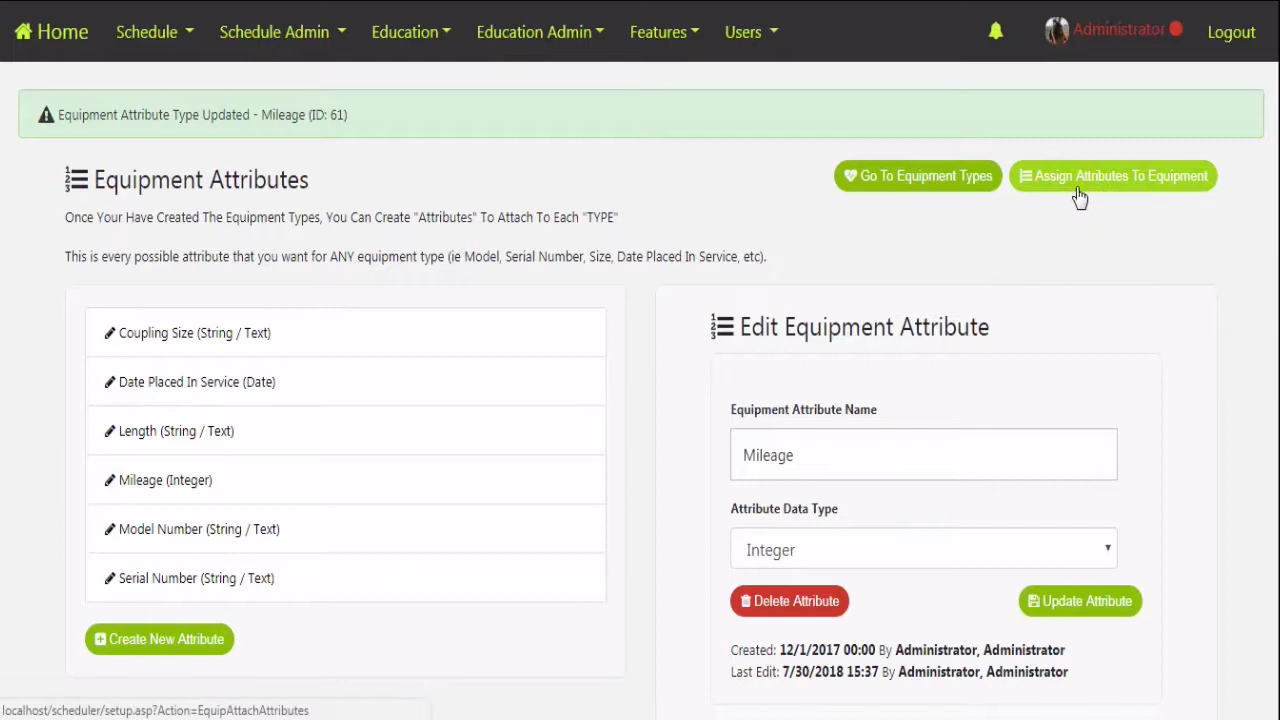 Home Schedule Schedule Admin Education Education Admin Features Users Administrator Logout
Equipment Attribute Type Updated - Mileage (ID: 61)
Equipment Attributes
Go To Equipment Types
Assign Attributes To Equipment
Once Your Have Created The Equipment Types, You Can Create "Attributes" To Attach To Each "TYPE"
This is every possible attribute that you want for ANY equipment type (ie Model, Serial Number, Size, Date Placed In Service, etc).
Coupling Size (String / Text)
Date Placed In Service (Date)
Length (String / Text)
Mileage (Integer)
Model Number (String / Text)
Serial Number (String / Text)
Create New Attribute
Edit Equipment Attribute
Equipment Attribute Name
Mileage
Attribute Data Type
Integer
Delete Attribute
Update Attribute
Created: 12/1/2017 00:00 By Administrator, Administrator
Last Edit: 7/30/2018 15:37 By Administrator, Administrator
localhost/scheduler/setup.asp?Action=EquipAttachAttributes